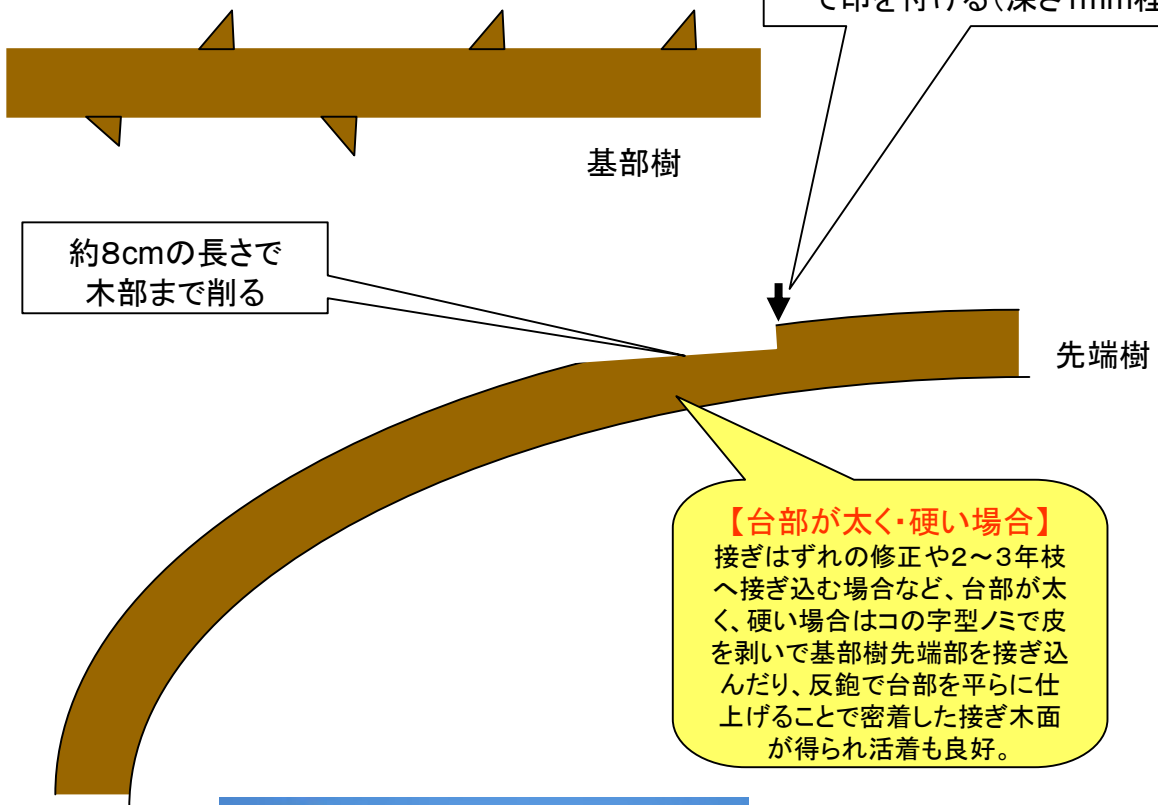 で印を付ける(深さ1mm程
基部樹
約8cmの長さで
木部まで削る
先端樹
【台部が太く・硬い場合】
接ぎはずれの修正や2～3年枝
へ接ぎ込む場合など、台部が太
く、硬い場合はコの字型ノミで皮
を剥いで基部樹先端部を接ぎ込
んだり、反鉋で台部を平らに仕
上げることで密着した接ぎ木面
が得られ活着も良好。